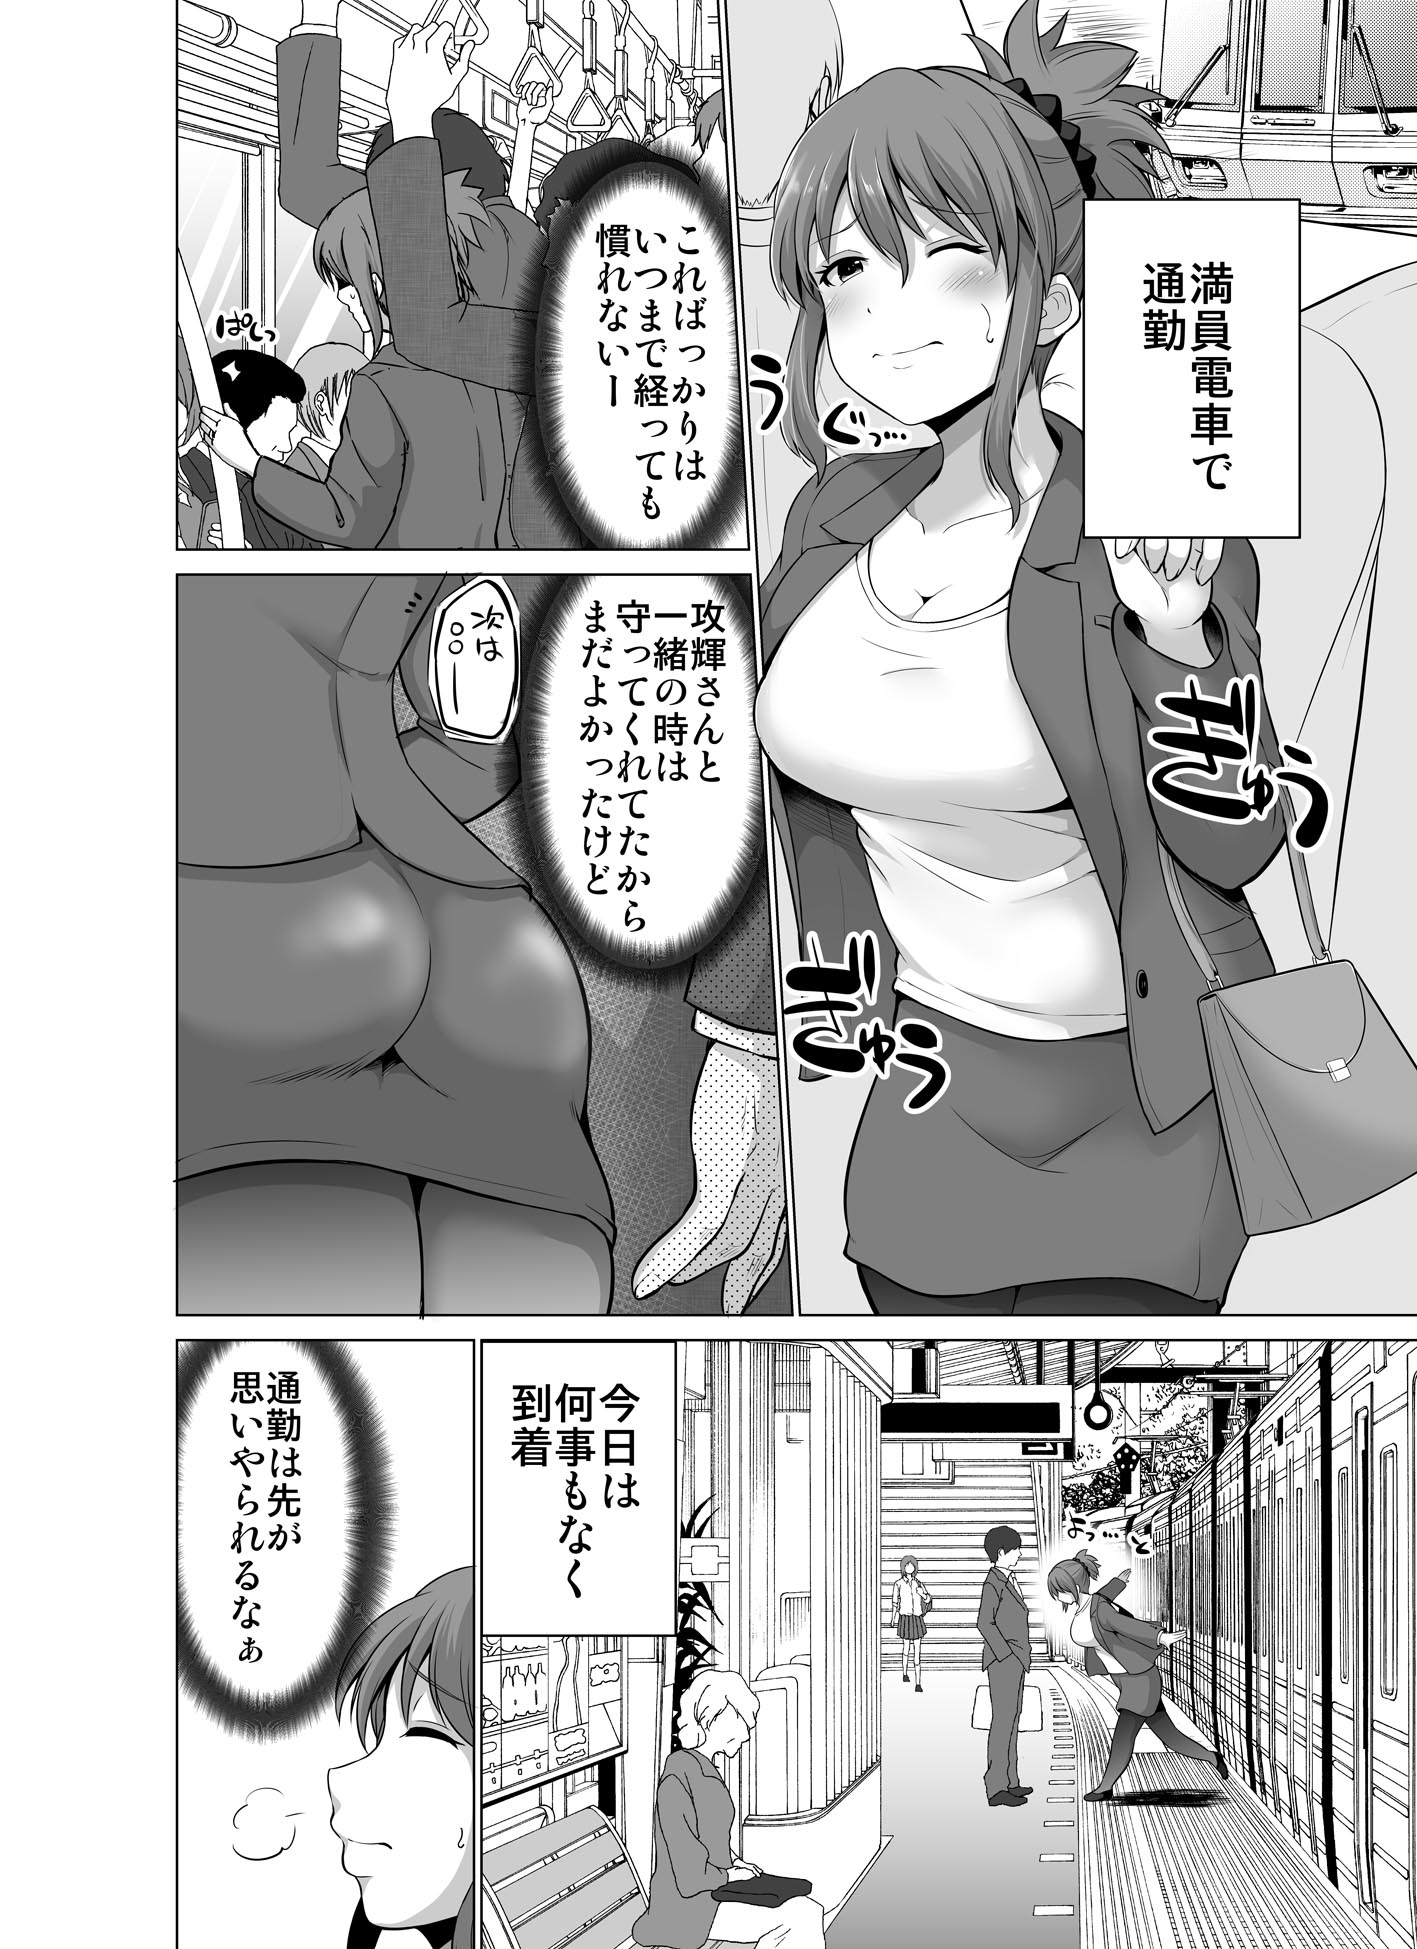 満員電車で
通勤
う
ぐっ…
ぎゅう
ぎゅう
こればっかりは
いつまで経っても
慣れないー
ぱしっ
攻輝さんと
一緒の時は
守ってくれてたから
まだよかったけど
次は
○○ー
よっ…と
今日は
何事もなく
到着
通勤は先が
思いやられるなぁ